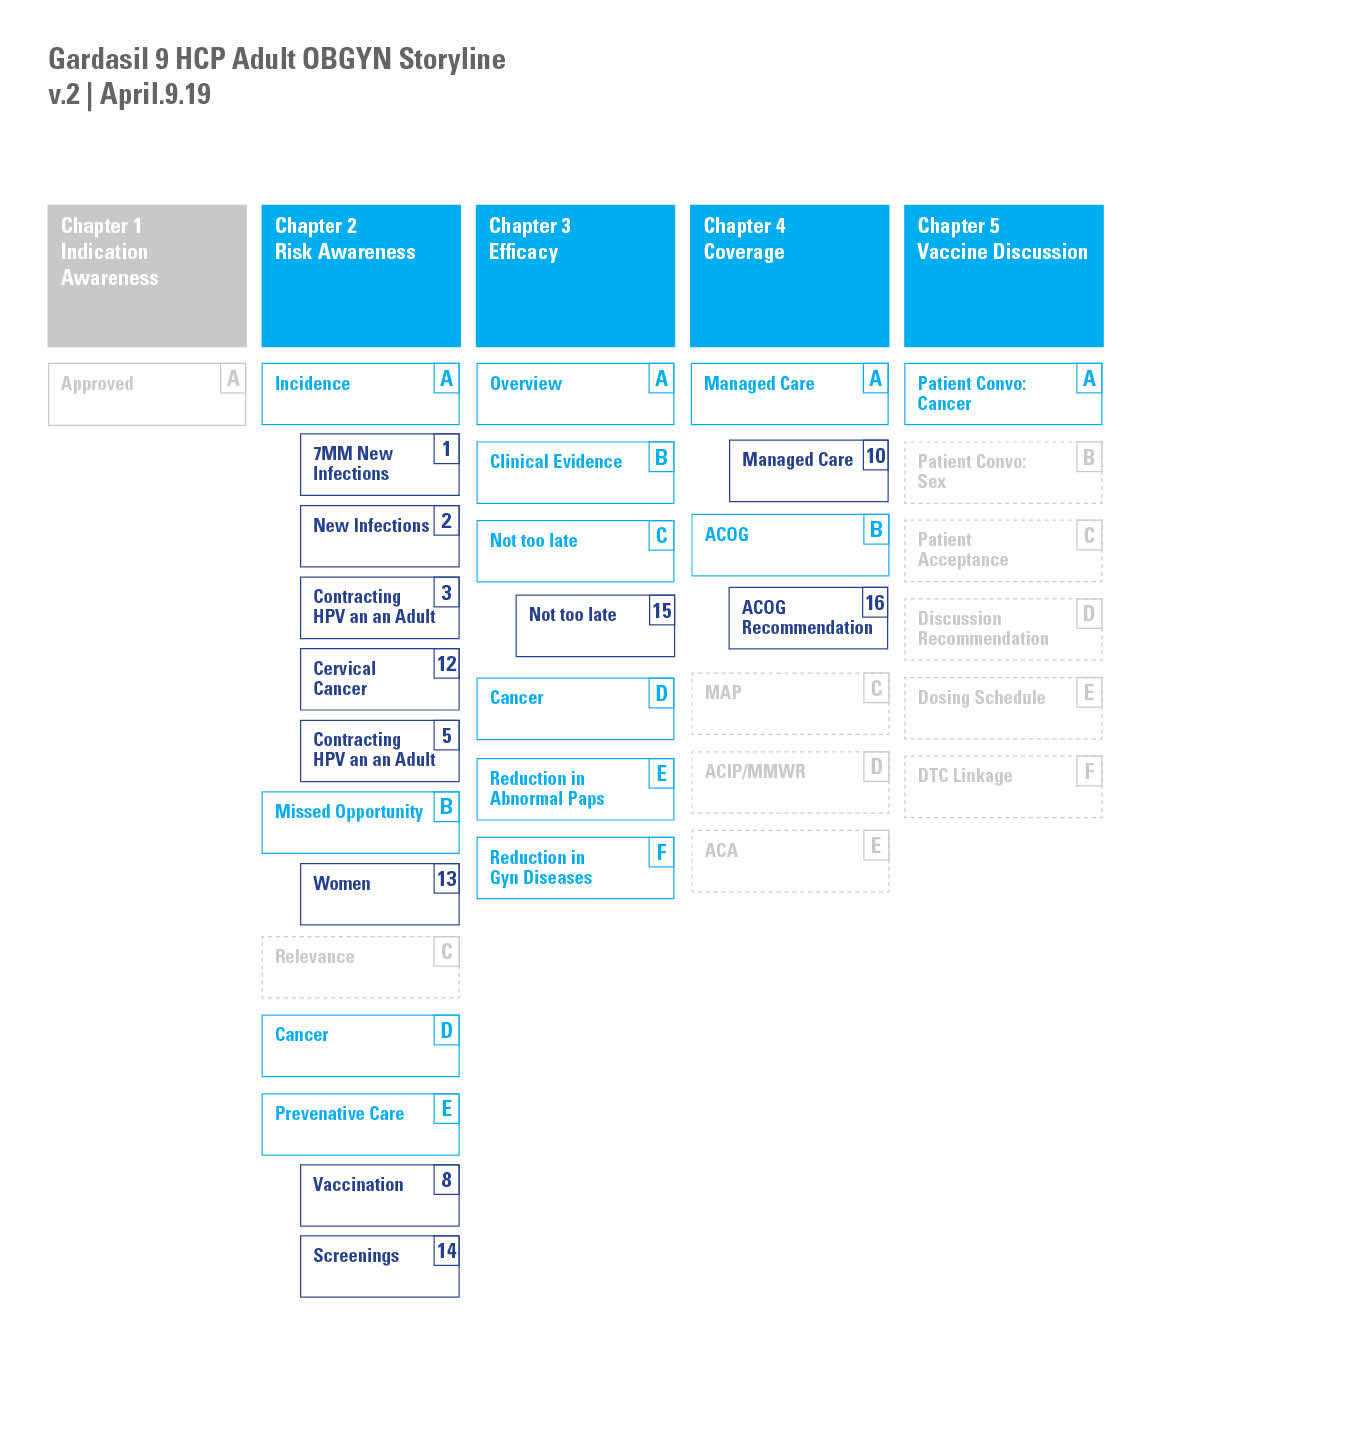 Gardasil 9 HCP Adult OBGYN Storyline
v.2 | April.9.19
Chapter 1
Indication
Awareness
Approved
A
Chapter 2
Risk Awareness
Incidence
A
7MM New
Infections
1
New Infections
2
Contracting
HPV an an Adult
3
Cervical
Cancer
12
Contracting
HPV an an Adult
5
Missed Opportunity
B
Women
13
Relevance
C
Cancer
D
Prevenative Care
E
Vaccination
8
Screenings
14
Chapter 3
Efficacy
Overview
A
Clinical Evidence
B
Not too late
C
Not too late
15
Cancer
D
Reduction in
Abnormal Paps
E
Reduction in
Gyn Diseases
F
Chapter 4
Coverage
Managed Care
A
Managed Care
10
ACOG
B
ACOG
Recommendation
16
MAP
C
ACIP/MMWR
D
ACA
E
Chapter 5
Vaccine Discussion
Patient Convo:
Cancer
A
Patient Convo:
Sex
B
Patient
Acceptance
C
Discussion
Recommendation
D
Dosing Schedule
E
DTC Linkage
F